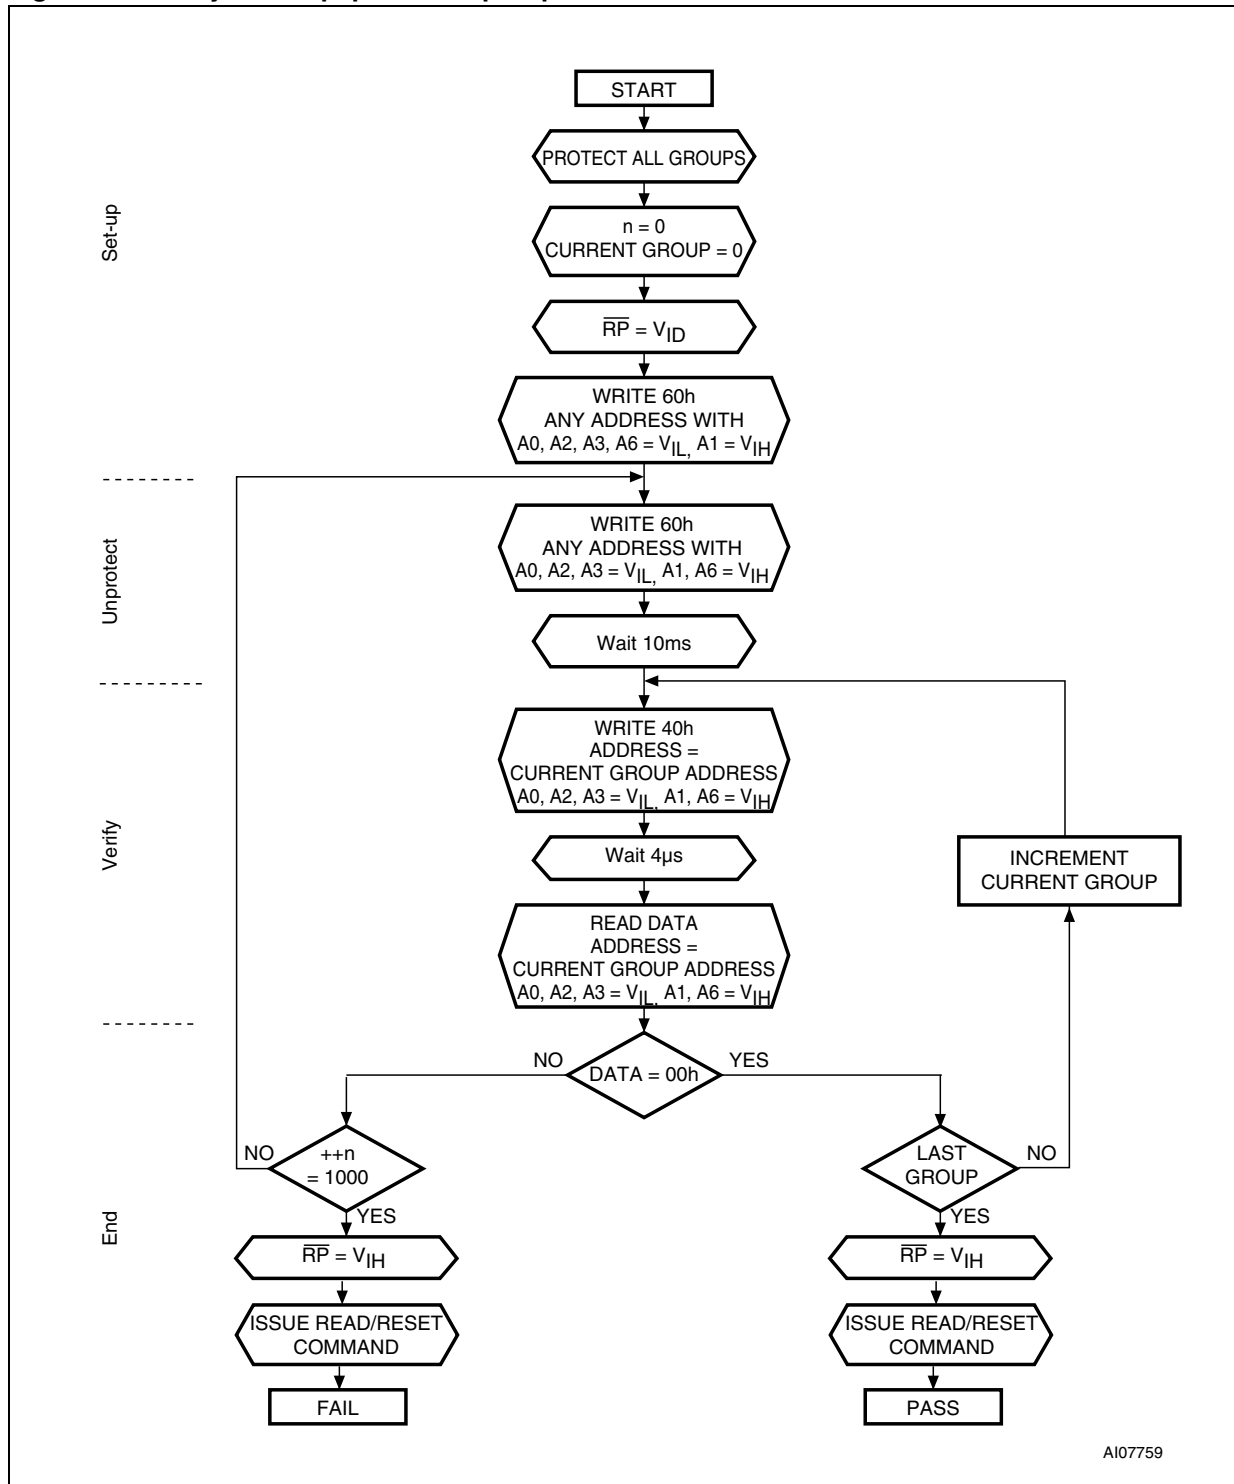 START
PROTECT ALL GROUPS
n = 0
CURRENT GROUP = 0
R̅P̅ = VID
WRITE 60h
ANY ADDRESS WITH
A0, A2, A3, A6 = VIL, A1 = VIH
Set-up
WRITE 60h
ANY ADDRESS WITH
A0, A2, A3 = VIL, A1, A6 = VIH
Wait 10ms
Unprotect
WRITE 40h
ADDRESS =
CURRENT GROUP ADDRESS
A0, A2, A3 = VIL, A1, A6 = VIH
Wait 4µs
READ DATA
ADDRESS =
CURRENT GROUP ADDRESS
A0, A2, A3 = VIL, A1, A6 = VIH
Verify
INCREMENT
CURRENT GROUP
NO
DATA = 00h
YES
NO
++n
= 1000
YES
LAST
GROUP
NO
YES
End
R̅P̅ = VIH
R̅P̅ = VIH
ISSUE READ/RESET
COMMAND
ISSUE READ/RESET
COMMAND
FAIL
PASS
AI07759